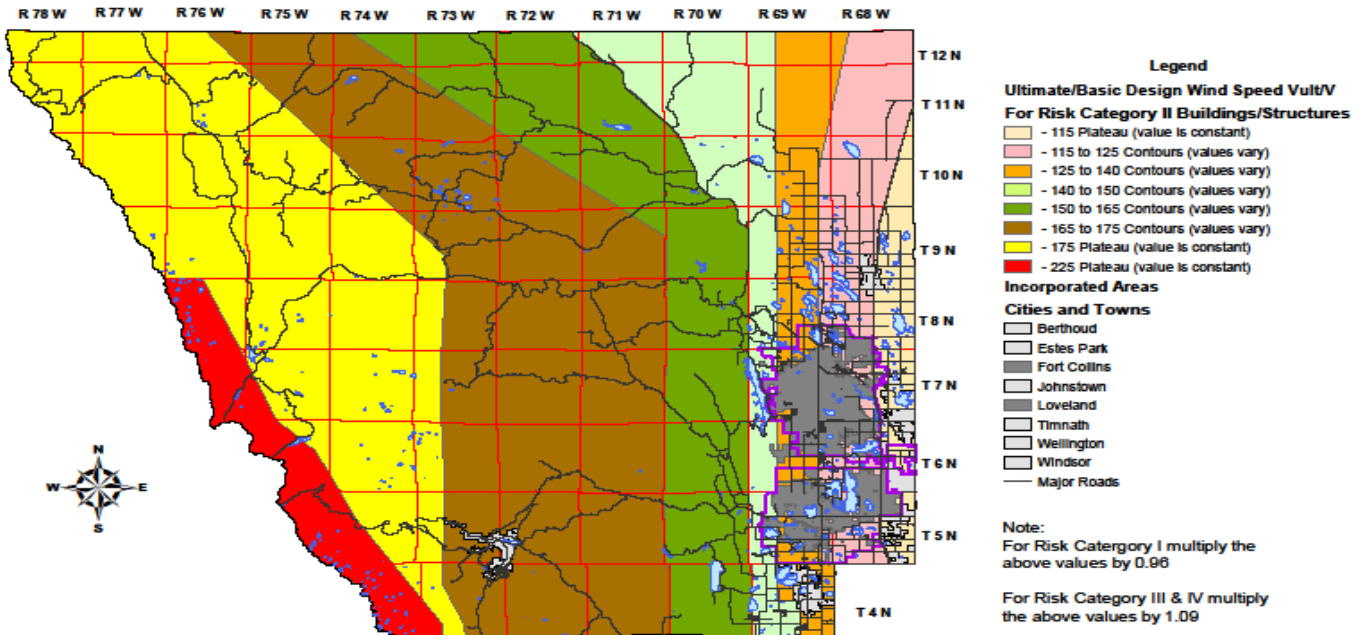 R 78 W R 77 W R 76 W R 75 W R 74 W R 73 W R 72 W R 71 W R 70 W R 69 W R 68 W
T 12 N
T 11 N
T 10 N
T 9 N
T 8 N
T 7 N
T 6 N
T 5 N
T 4 N
N
W E
S
Legend
Ultimate/Basic Design Wind Speed Vult/V
For Risk Category II Buildings/Structures
- 115 Plateau (value is constant)
- 115 to 125 Contours (values vary)
- 125 to 140 Contours (values vary)
- 140 to 150 Contours (values vary)
- 150 to 165 Contours (values vary)
- 165 to 175 Contours (values vary)
- 175 Plateau (value is constant)
- 225 Plateau (value is constant)
Incorporated Areas
Cities and Towns
Berthoud
Estes Park
Fort Collins
Johnstown
Loveland
Timnath
Wellington
Windsor
Major Roads
Note:
For Risk Catergory I multiply the
above values by 0.96
For Risk Category III & IV multiply
the above values by 1.09